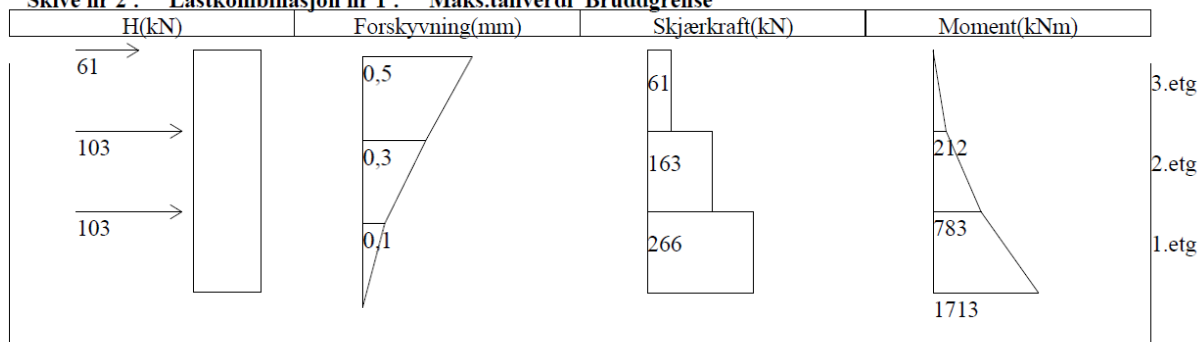 Skive nr 2 : Lastkombinasjon nr 1 : Maks.tallverdi Bruddgrense
H(kN) Forskyvning(mm) Skjærkraft(kN) Moment(kNm)
61 0,5 61 3.etg
103 0,3 163 212 2.etg
103 0,1 266 783 1.etg
1713